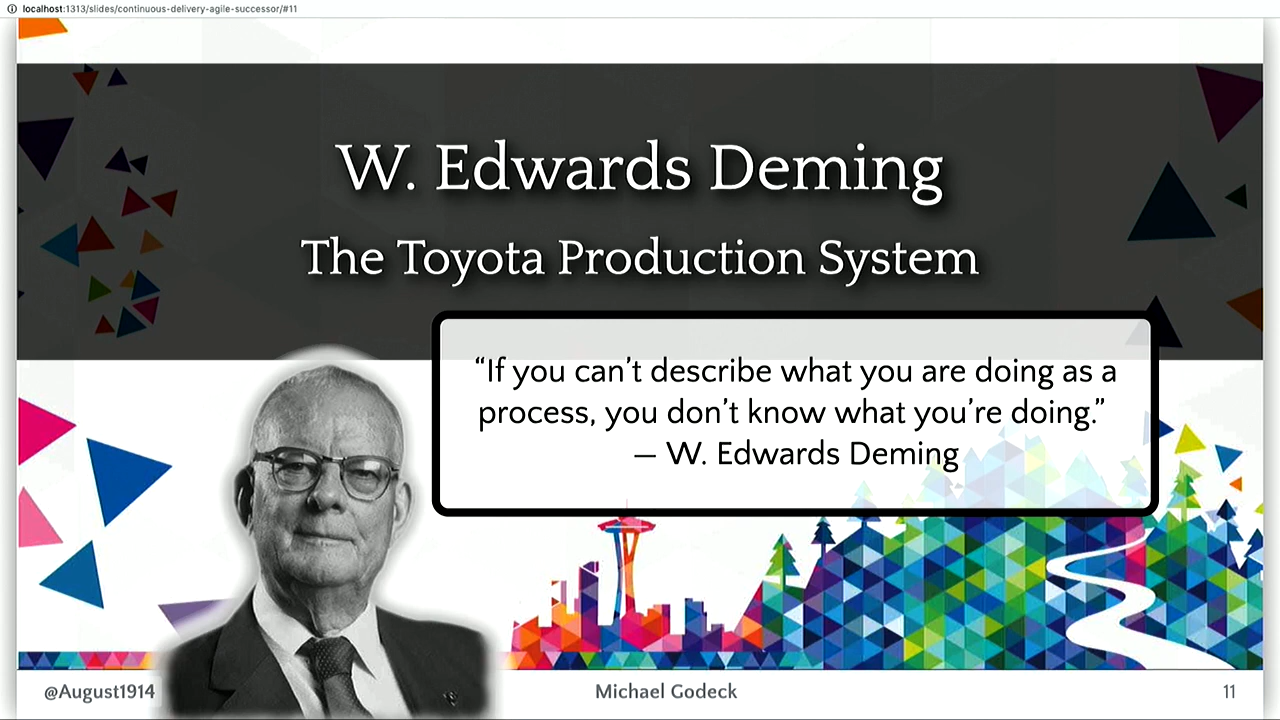 localhost:1313/slides/continuous-delivery-agile-successor/#11
W. Edwards Deming
The Toyota Production System
“If you can’t describe what you are doing as a
process, you don’t know what you’re doing.”
— W. Edwards Deming
@August1914
Michael Godeck
11